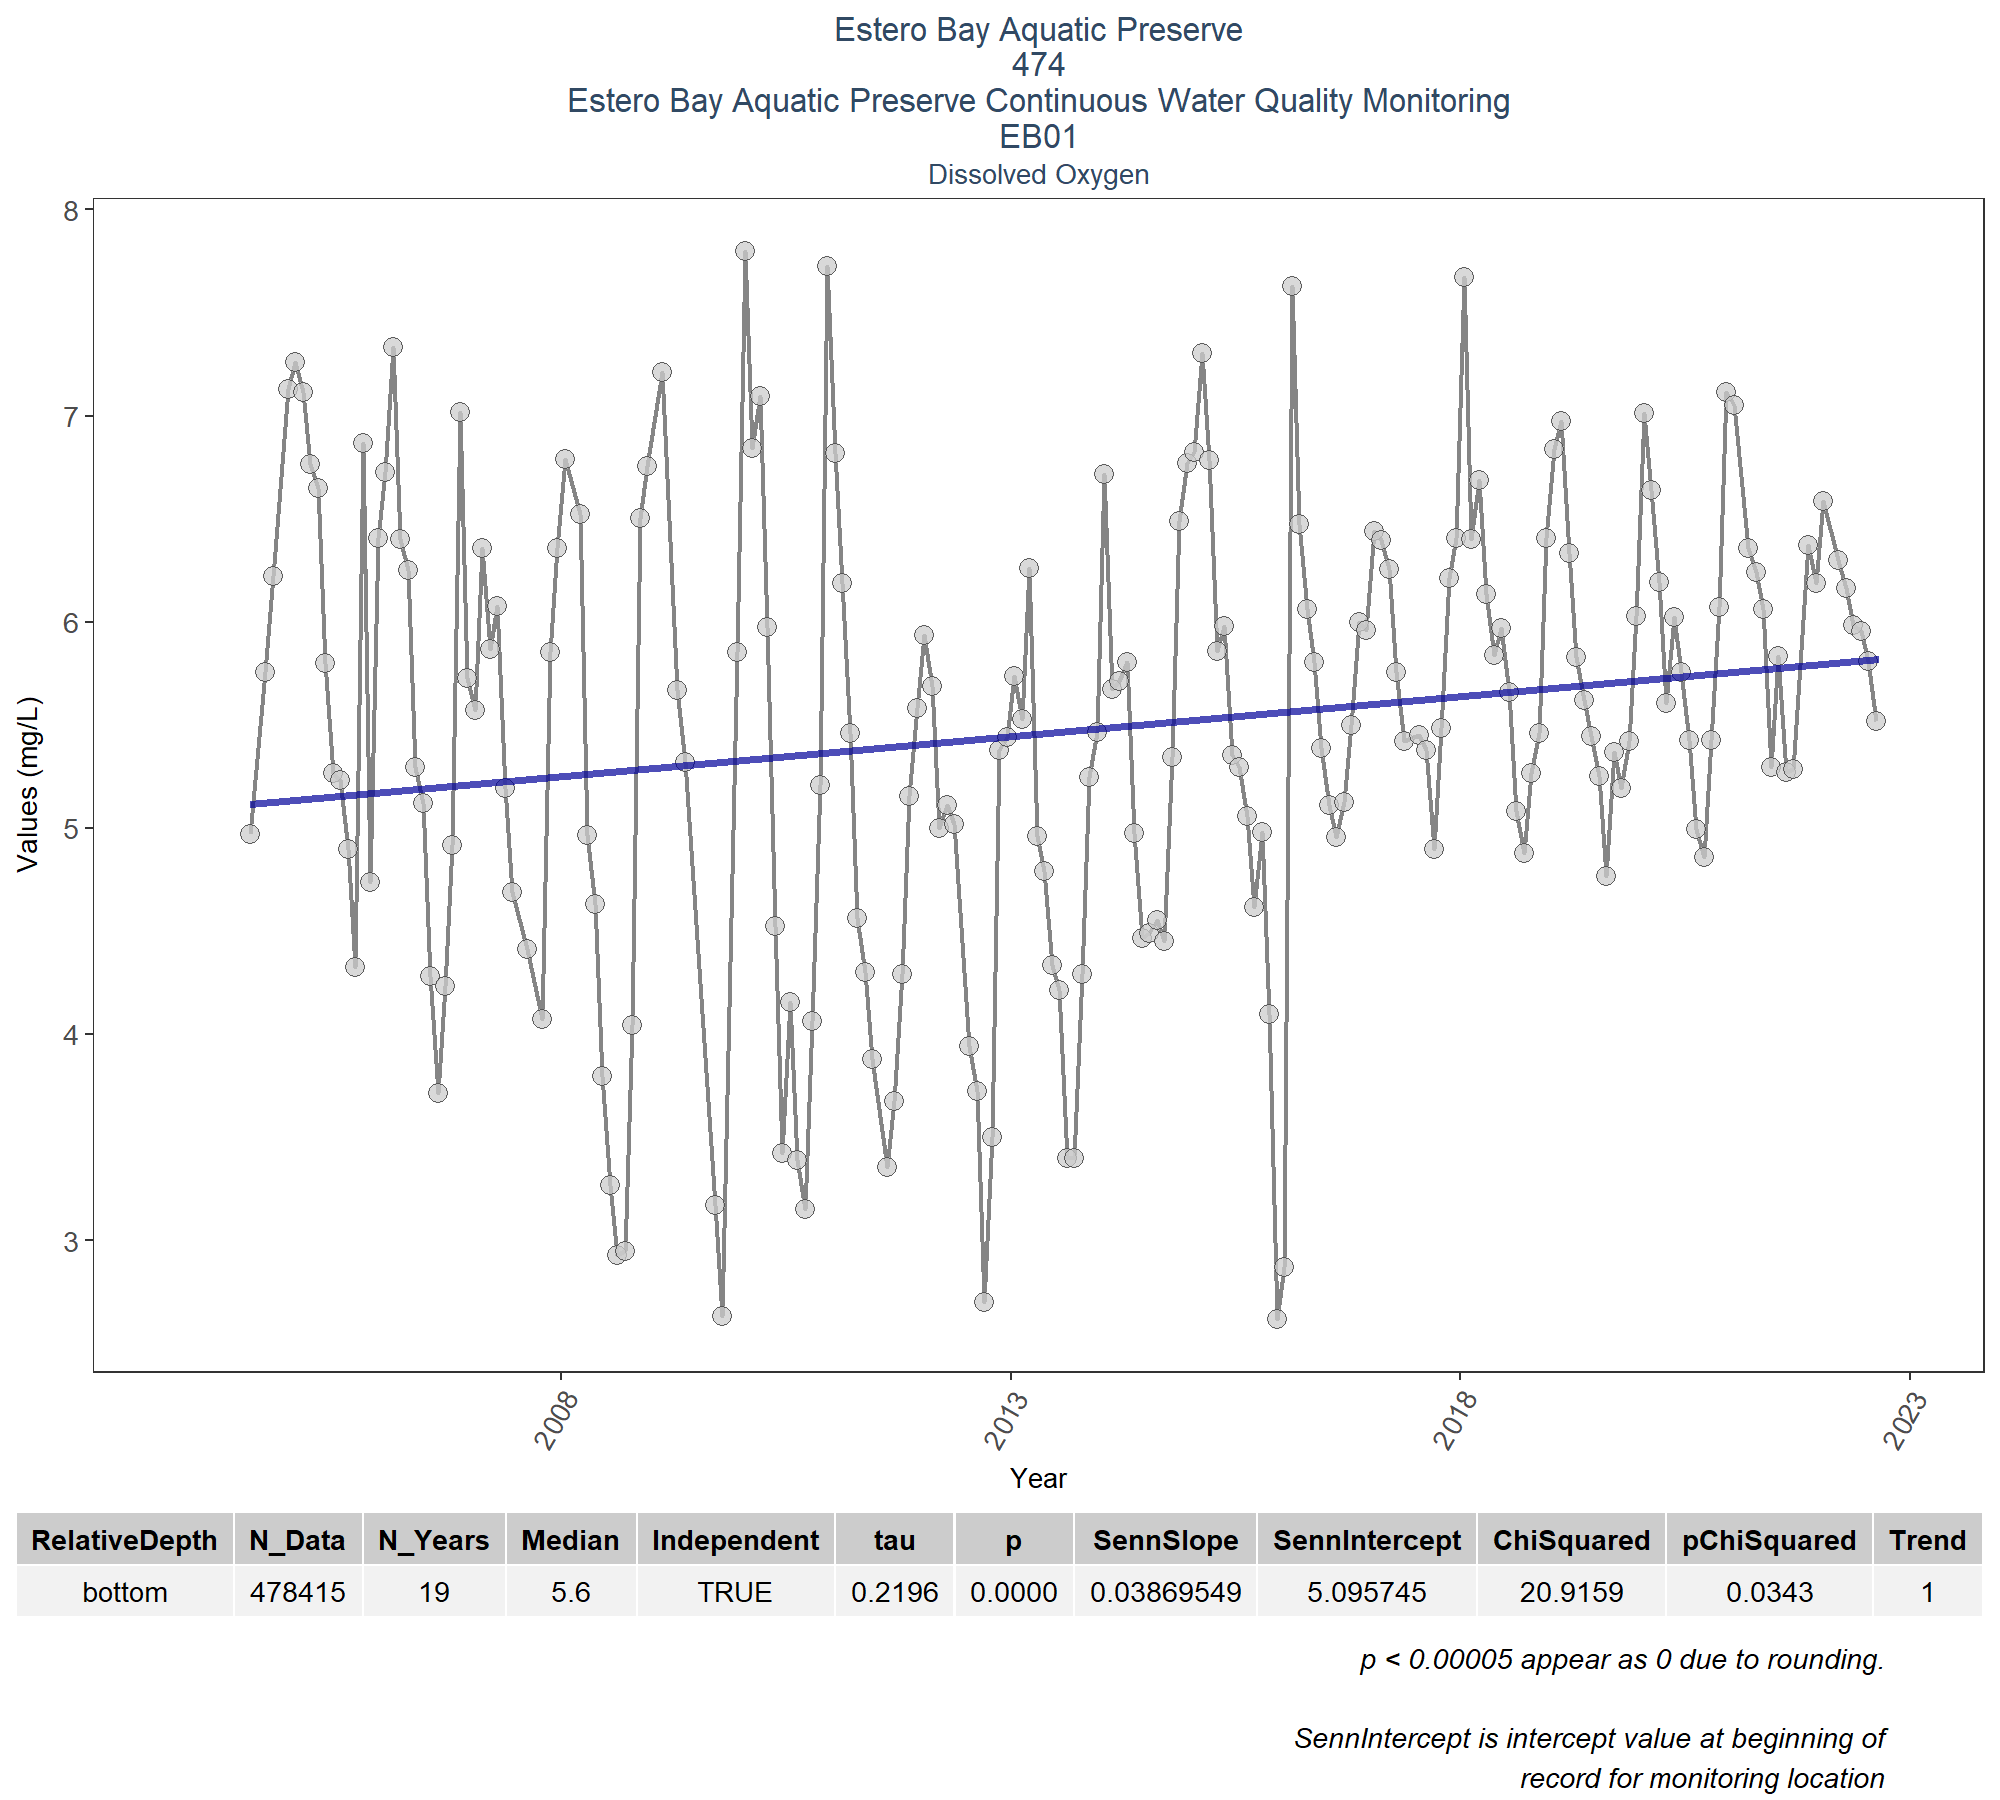 Estero Bay Aquatic Preserve
474
Estero Bay Aquatic Preserve Continuous Water Quality Monitoring
EB01
Dissolved Oxygen
8
7
6
5
4
3
Values (mg/L)
2008
2013
2018
2023
Year
RelativeDepth N_Data N_Years Median Independent tau p SennSlope SennIntercept ChiSquared pChiSquared Trend
bottom 478415 19 5.6 TRUE 0.2196 0.0000 0.03869549 5.095745 20.9159 0.0343 1
p < 0.00005 appear as 0 due to rounding.
SennIntercept is intercept value at beginning of
record for monitoring location